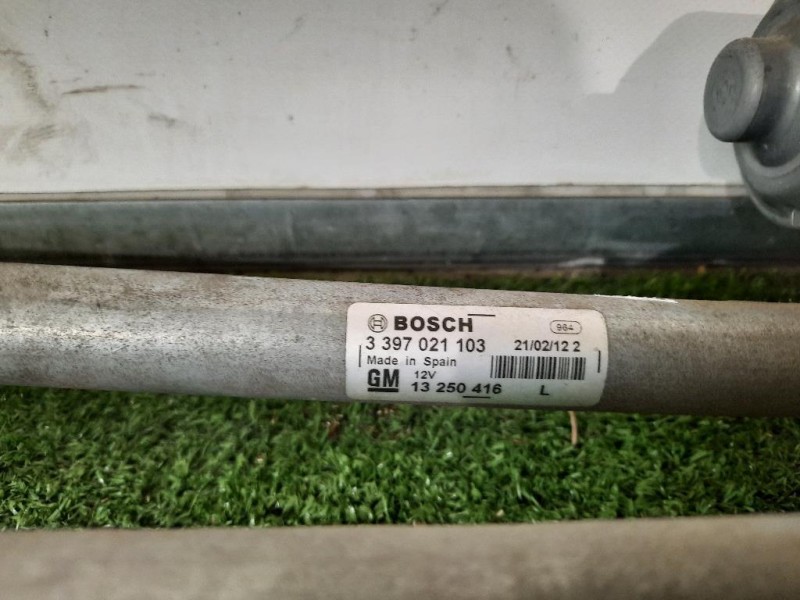 BOSCH 984
3 397 021 103 21/02/12 2
Made in Spain
GM 12V
13 250 416 L